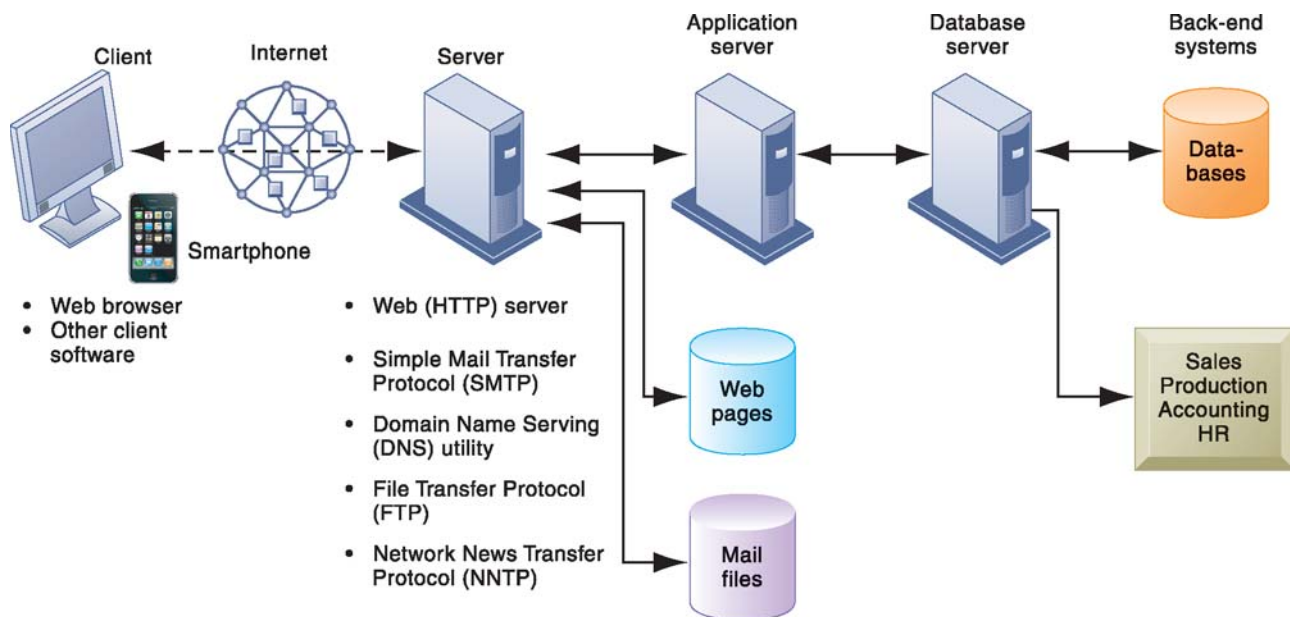 Client
Internet
Server
Application
server
Database
server
Back-end
systems
Data-
bases
Smartphone
• Web browser
• Other client
software
• Web (HTTP) server
• Simple Mail Transfer
Protocol (SMTP)
• Domain Name Serving
(DNS) utility
• File Transfer Protocol
(FTP)
• Network News Transfer
Protocol (NNTP)
Web
pages
Mail
files
Sales
Production
Accounting
HR